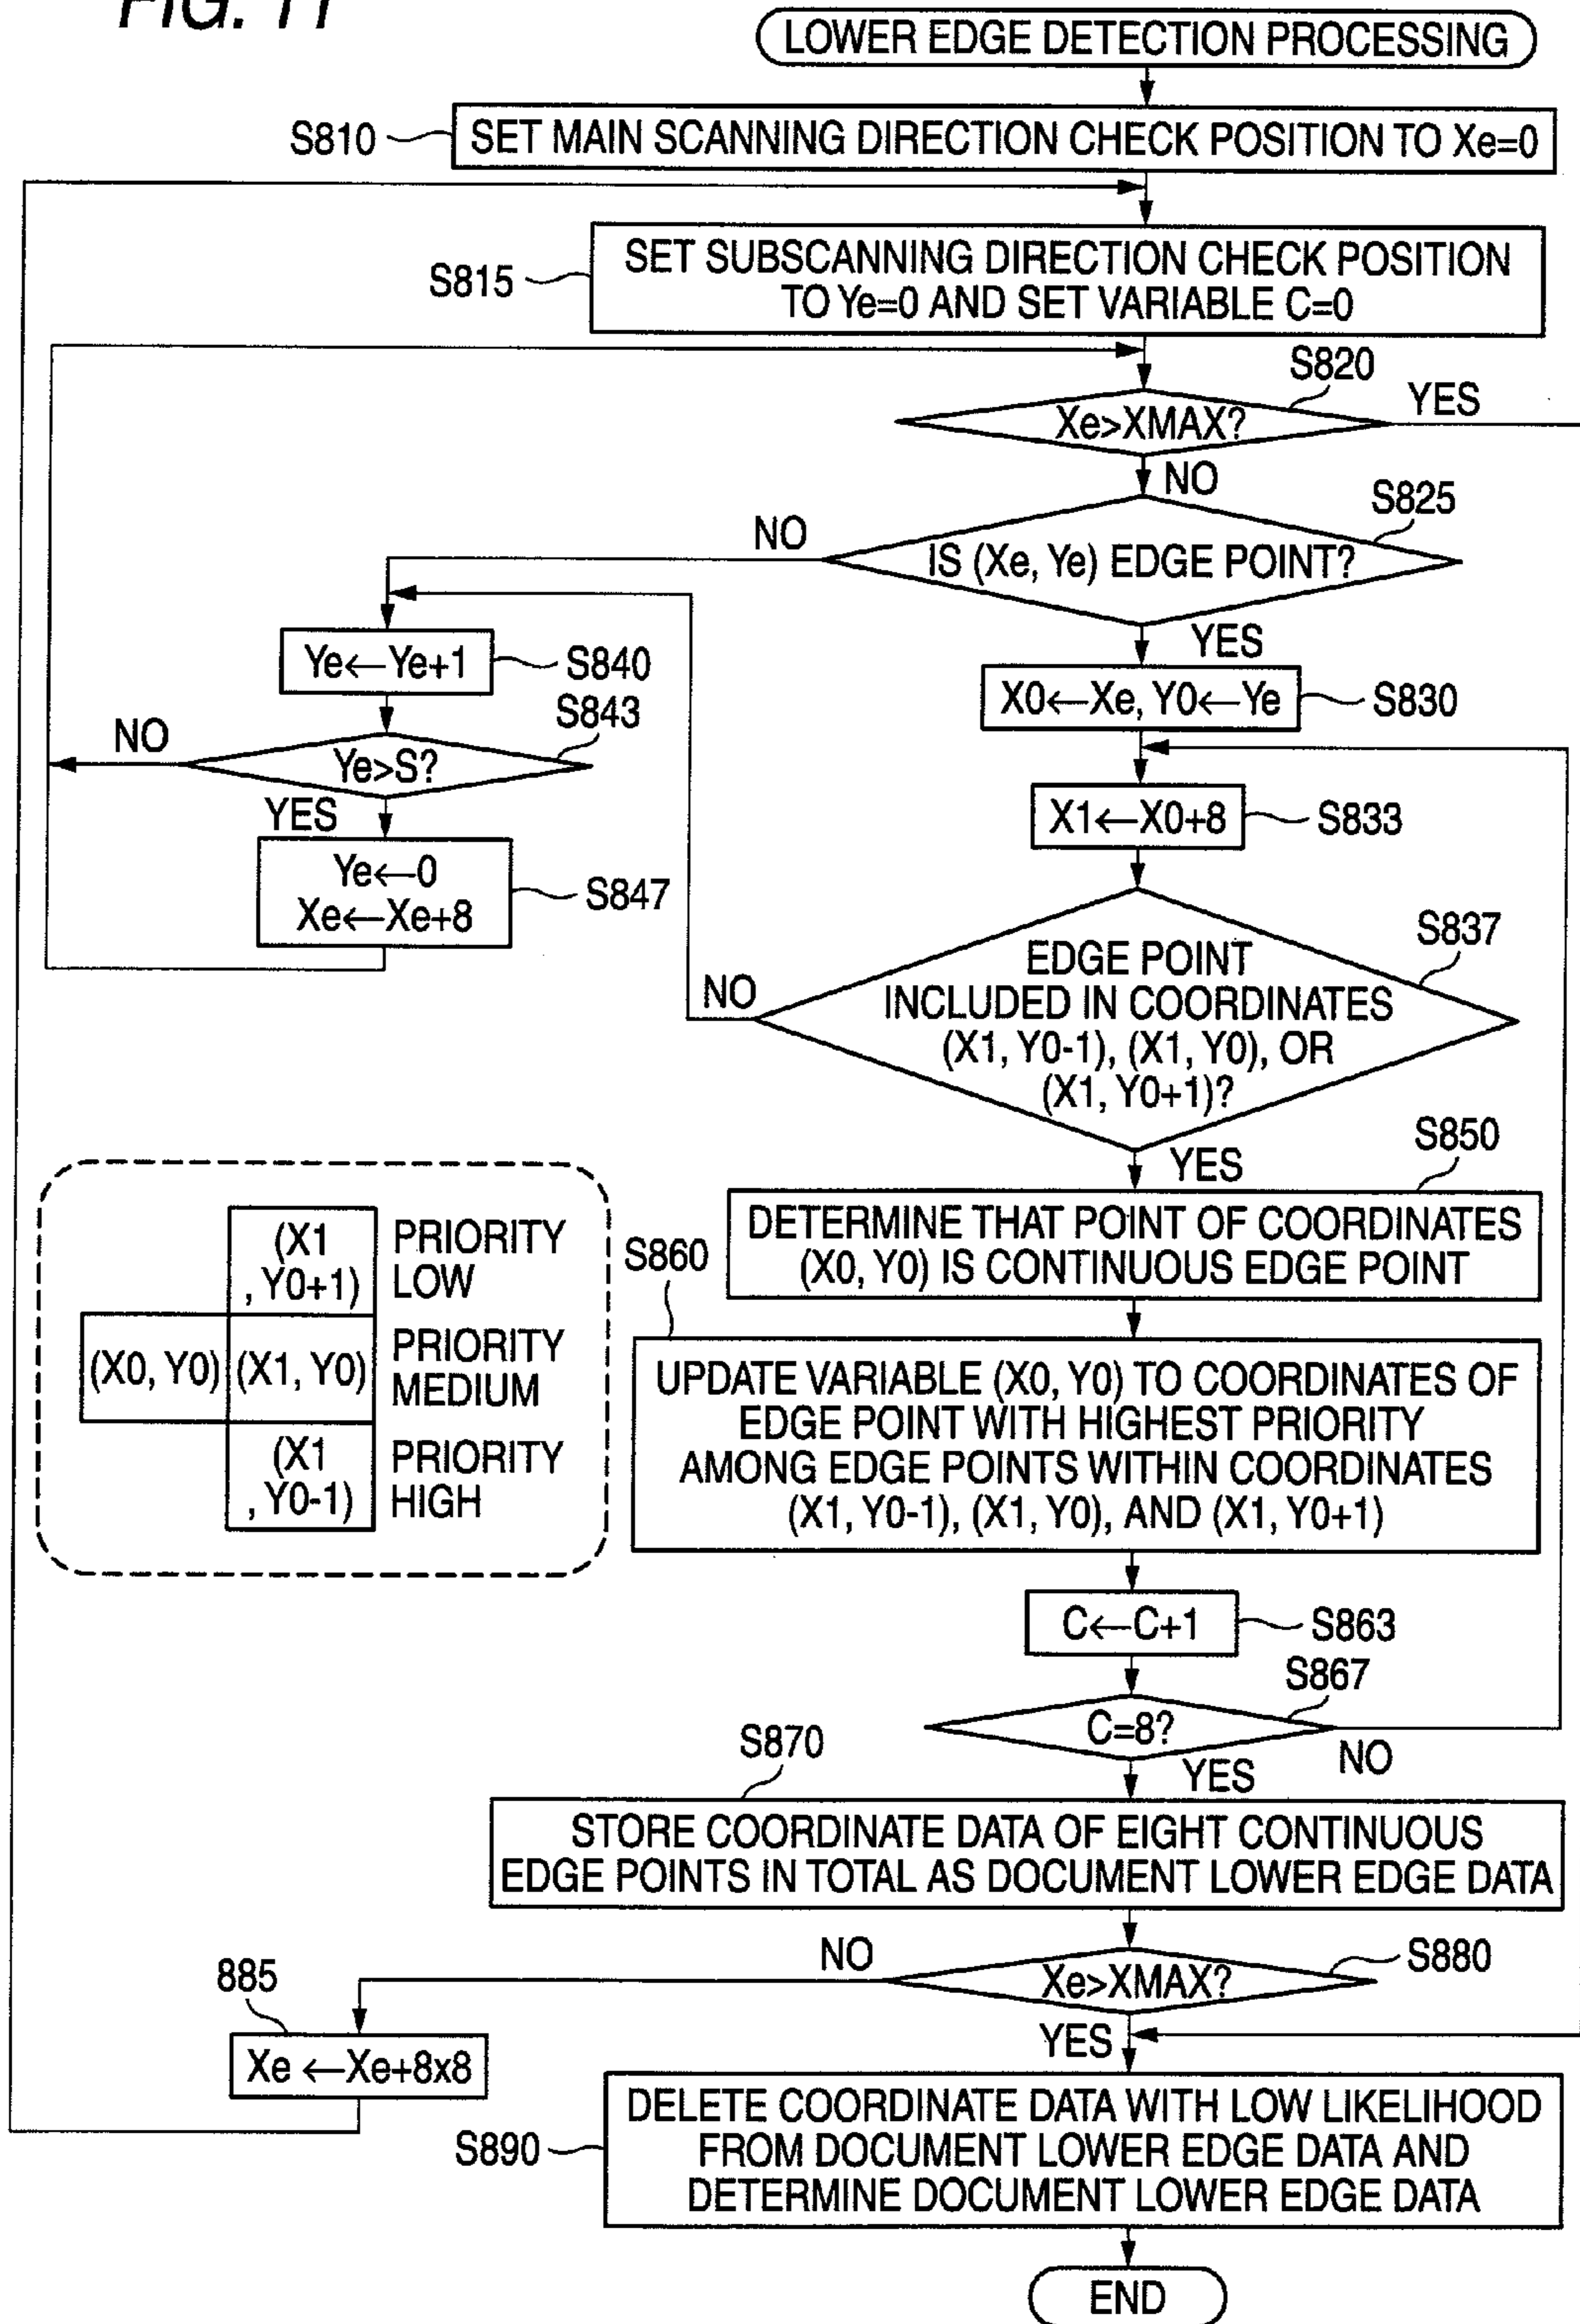 FIG. 11
LOWER EDGE DETECTION PROCESSING
S810
SET MAIN SCANNING DIRECTION CHECK POSITION TO Xe=0
S815
SET SUBSCANNING DIRECTION CHECK POSITION
TO Ye=0 AND SET VARIABLE C=0
S820
Xe>XMAX?
YES
NO
S825
IS (Xe, Ye) EDGE POINT?
NO
YES
Ye←Ye+1
S840
X0←Xe, Y0←Ye
S830
S843
Ye>S?
NO
YES
X1←X0+8
S833
Ye←0
Xe←Xe+8
S847
S837
EDGE POINT
INCLUDED IN COORDINATES
(X1, Y0-1), (X1, Y0), OR
(X1, Y0+1)?
NO
YES
S850
DETERMINE THAT POINT OF COORDINATES
(X0, Y0) IS CONTINUOUS EDGE POINT
(X1
, Y0+1)
PRIORITY
LOW
(X0, Y0)
(X1, Y0)
PRIORITY
MEDIUM
(X1
, Y0-1)
PRIORITY
HIGH
S860
UPDATE VARIABLE (X0, Y0) TO COORDINATES OF
EDGE POINT WITH HIGHEST PRIORITY
AMONG EDGE POINTS WITHIN COORDINATES
(X1, Y0-1), (X1, Y0), AND (X1, Y0+1)
C←C+1
S863
S867
C=8?
NO
YES
S870
STORE COORDINATE DATA OF EIGHT CONTINUOUS
EDGE POINTS IN TOTAL AS DOCUMENT LOWER EDGE DATA
S880
Xe>XMAX?
NO
YES
885
Xe ←Xe+8x8
S890
DELETE COORDINATE DATA WITH LOW LIKELIHOOD
FROM DOCUMENT LOWER EDGE DATA AND
DETERMINE DOCUMENT LOWER EDGE DATA
END